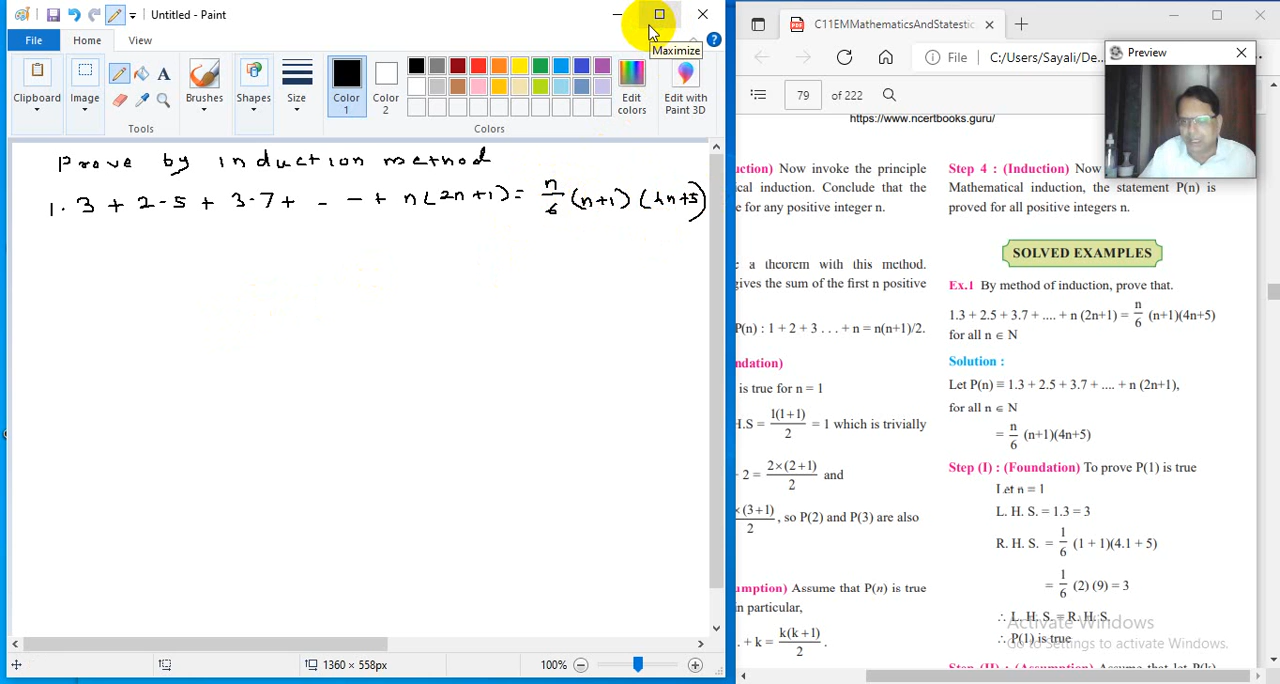 Untitled - Paint
File
Home
View
Maximize
Clipboard
Image
Tools
Brushes
Shapes
Size
Color 1
Color 2
Colors
Edit colors
Edit with Paint 3D
prove by induction method
1.3 + 2.5 + 3.7 + - - + n(2n+1) = n/6 (n+1) (4n+5)
1360 × 558px
100%
C11EMMathematicsAndStatesti
File
C:/Users/Sayali/De...
Preview
79 of 222
https://www.ncertbooks.guru/
uction) Now invoke the principle
cal induction. Conclude that the
e for any positive integer n.
e a theorem with this method.
gives the sum of the first n positive
P(n) : 1 + 2 + 3 . . . + n = n(n+1)/2.
ndation)
is true for n = 1
H.S = 1(1+1)/2 = 1 which is trivially
2 = 2×(2+1)/2 and
×(3+1)/2, so P(2) and P(3) are also
umption) Assume that P(n) is true
in particular,
. + k = k(k+1)/2 .
Step 4 : (Induction) Now
Mathematical induction, the statement P(n) is
proved for all positive integers n.
SOLVED EXAMPLES
Ex.1 By method of induction, prove that.
1.3 + 2.5 + 3.7 + .... + n (2n+1) = n/6 (n+1)(4n+5)
for all n ∈ N
Solution :
Let P(n) ≡ 1.3 + 2.5 + 3.7 + .... + n (2n+1),
for all n ∈ N
= n/6 (n+1)(4n+5)
Step (I) : (Foundation) To prove P(1) is true
Let n = 1
L. H. S. = 1.3 = 3
R. H. S. = 1/6 (1 + 1)(4.1 + 5)
= 1/6 (2) (9) = 3
∴ L. H. S. = R. H. S.
∴ P(1) is true
Activate Windows
Go to Settings to activate Windows.
Step (II) : (Assumption) Assume that let P(k)